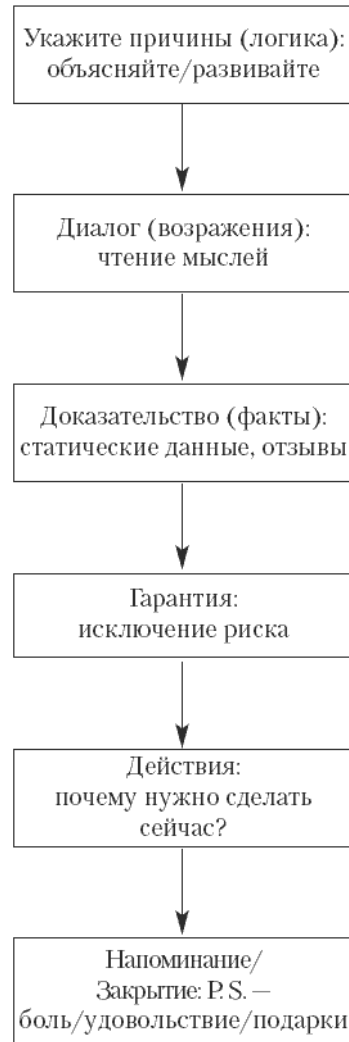 Укажите причины (логика):
объясняйте/развивайте
Диалог (возражения):
чтение мыслей
Доказательство (факты):
статические данные, отзывы
Гарантия:
исключение риска
Действия:
почему нужно сделать
сейчас?
Напоминание/
Закрытие: P. S. —
боль/удовольствие/подарки